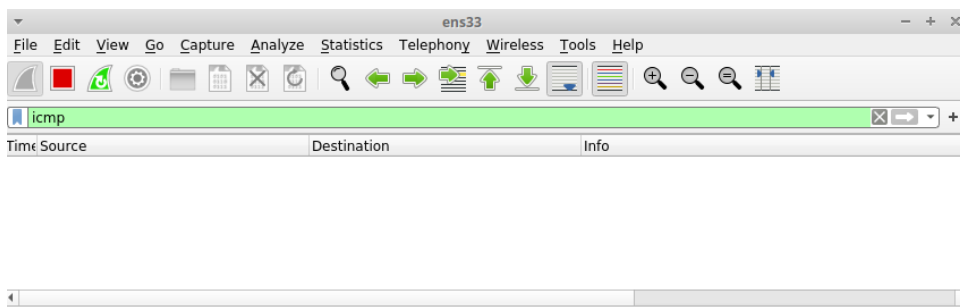 ens33
File Edit View Go Capture Analyze Statistics Telephony Wireless Tools Help
icmp
Time Source Destination Info